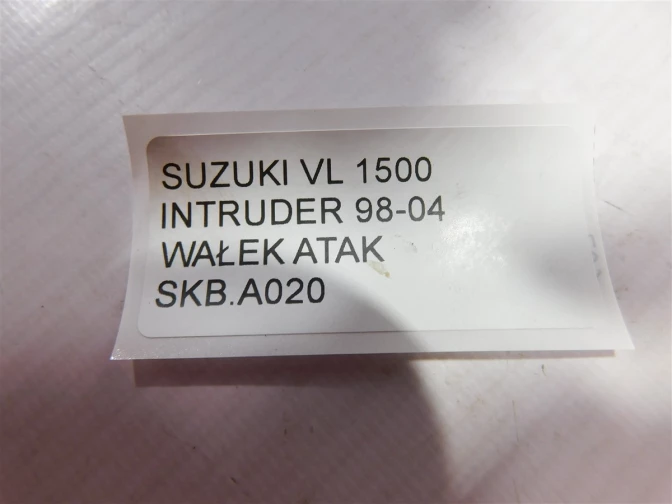 SUZUKI VL 1500
INTRUDER 98-04
WAŁEK ATAK
SKB.A020